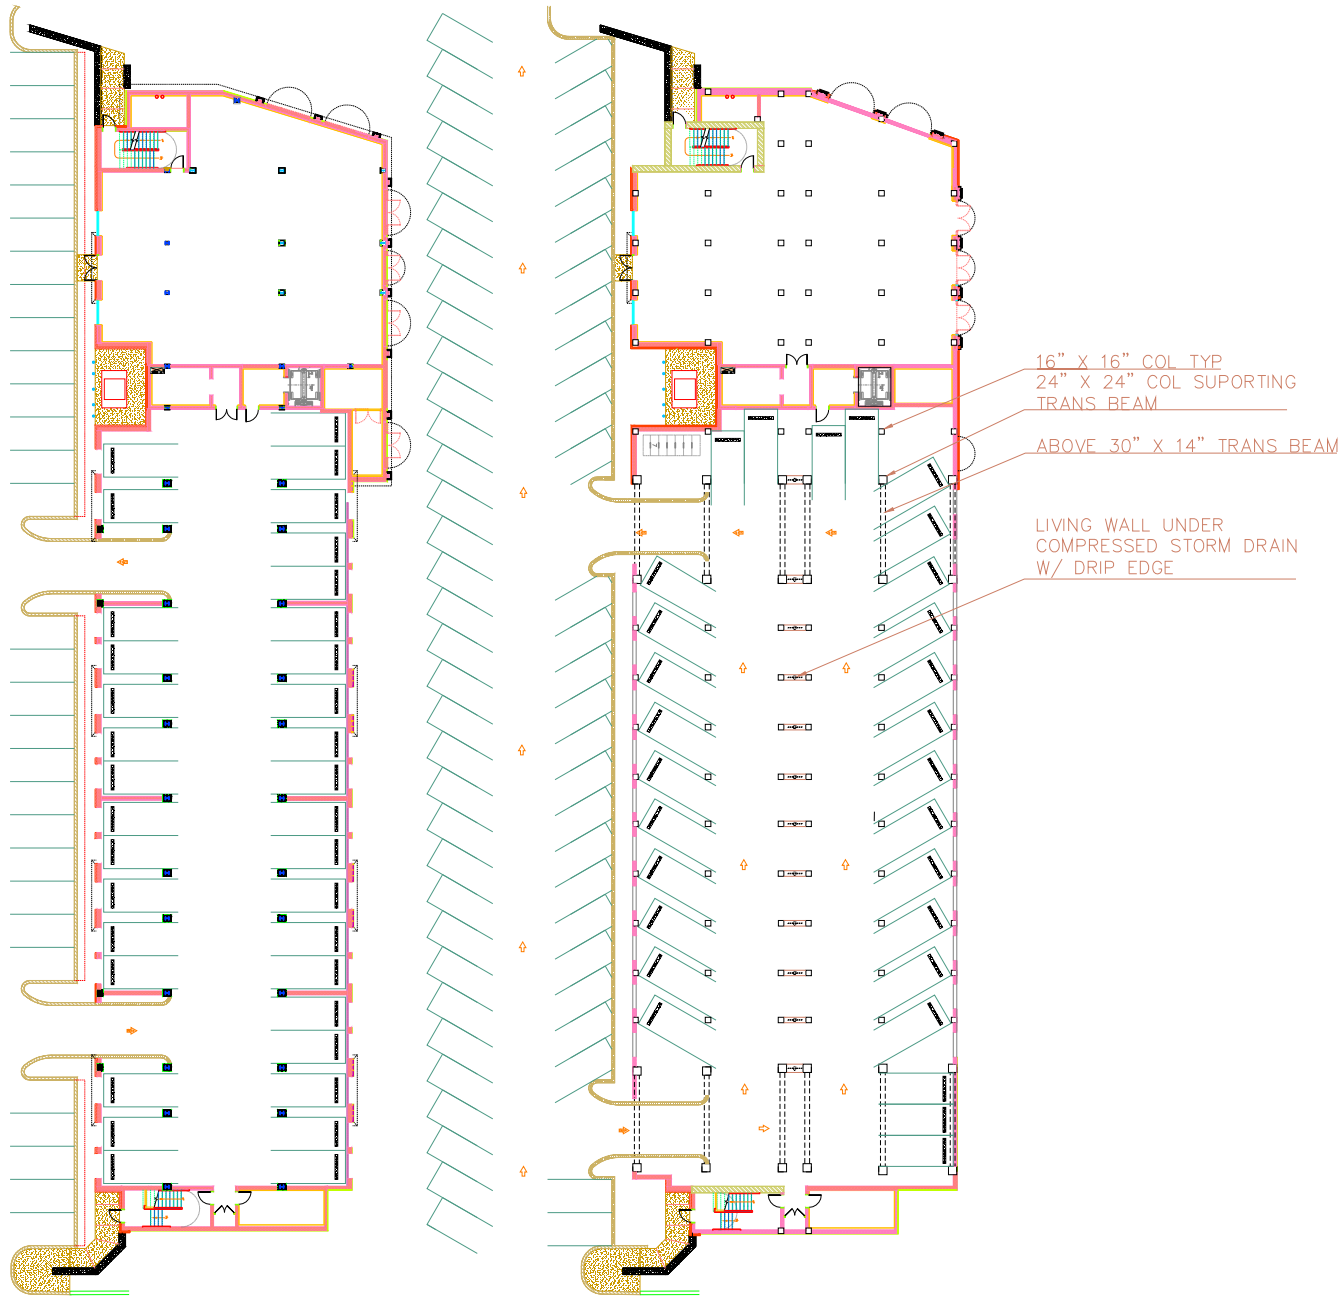 16” X 16” COL TYP
24” X 24” COL SUPORTING
TRANS BEAM
ABOVE 30” X 14” TRANS BEAM
LIVING WALL UNDER
COMPRESSED STORM DRAIN
W/ DRIP EDGE